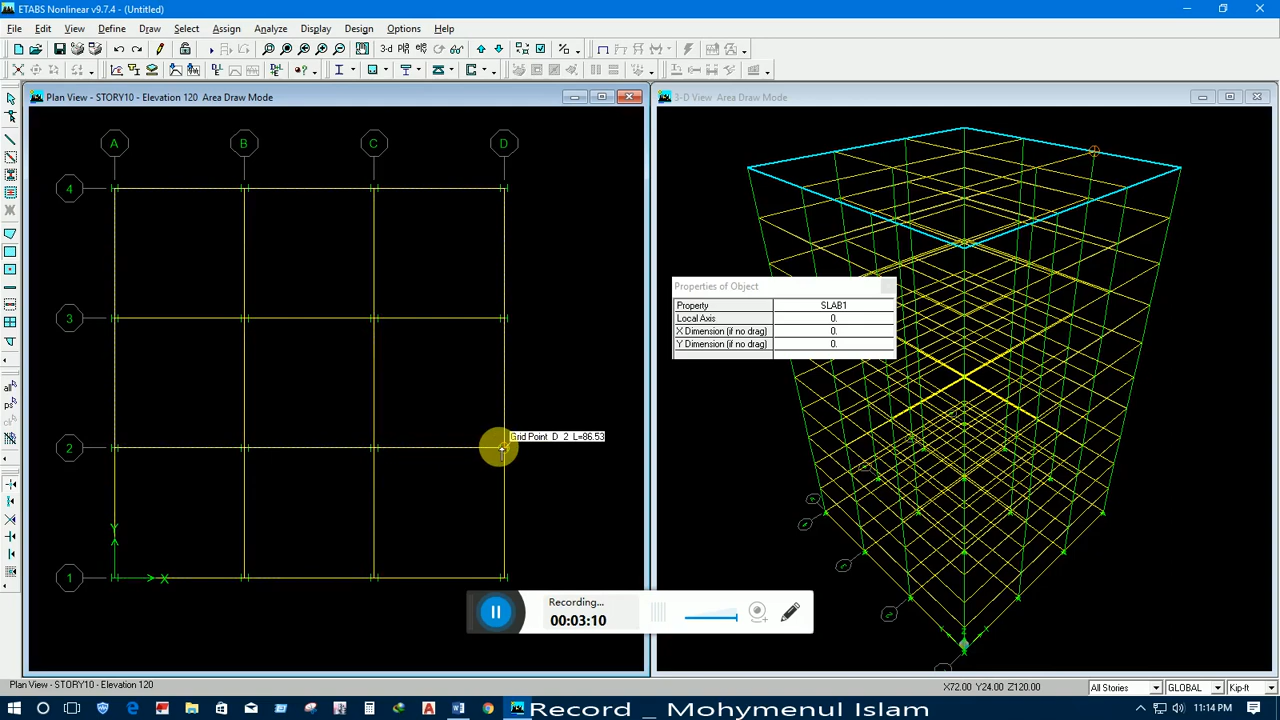 ETABS Nonlinear v9.7.4 - (Untitled)
File Edit View Define Draw Select Assign Analyze Display Design Options Help
Plan View - STORY10 - Elevation 120 Area Draw Mode
3-D View Area Draw Mode
A B C D
4
3
2
1
Y
X
Grid Point D 2 L=86.53
Properties of Object
Property SLAB1
Local Axis 0.
X Dimension (if no drag) 0.
Y Dimension (if no drag) 0.
Recording...
00:03:10
Plan View - STORY10 - Elevation 120
X72.00 Y24.00 Z120.00
All Stories
GLOBAL
Kip-ft
Record _ Mohymenul Islam
11:14 PM